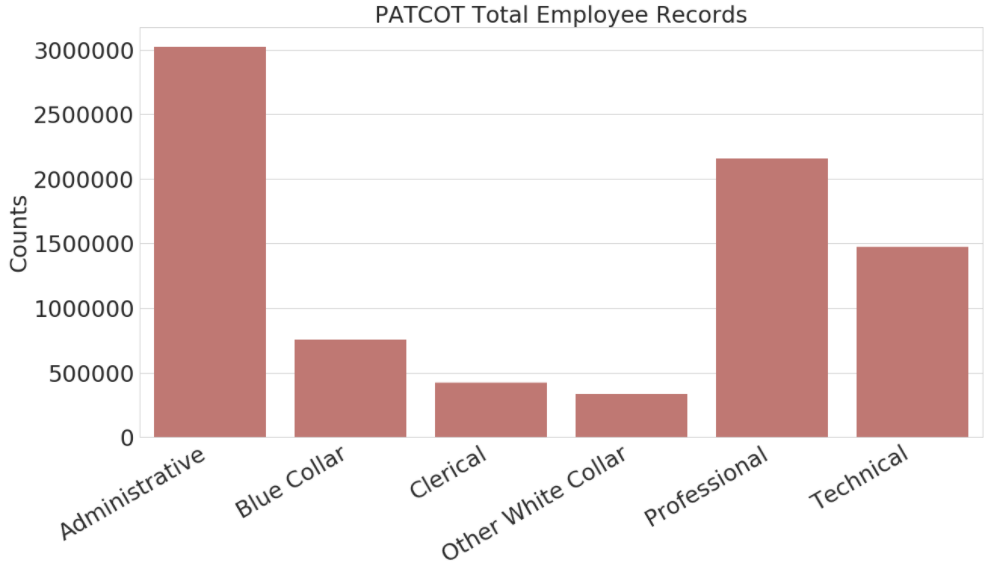 PATCOT Total Employee Records
Counts
3000000
2500000
2000000
1500000
1000000
500000
0
Administrative
Blue Collar
Clerical
Other White Collar
Professional
Technical